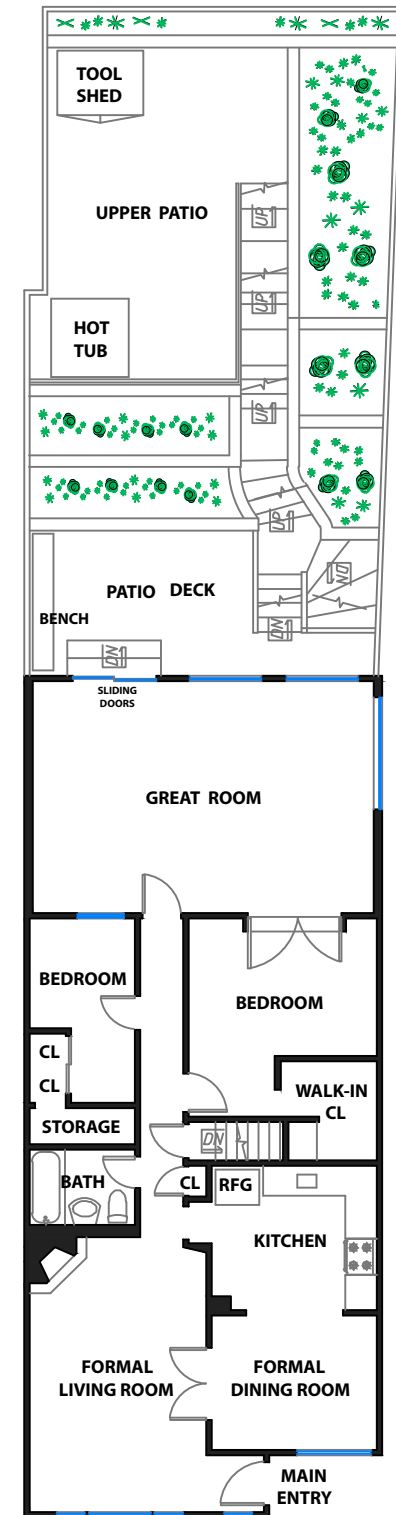 TOOL
SHED
UPPER PATIO
UP
HOT
TUB
UP
UP
UP
PATIO DECK
DN
BENCH
DN
DN
SLIDING
DOORS
GREAT ROOM
BEDROOM
BEDROOM
CL
CL
WALK-IN
CL
STORAGE
DN
BATH
CL
RFG
KITCHEN
FORMAL
LIVING ROOM
FORMAL
DINING ROOM
MAIN
ENTRY